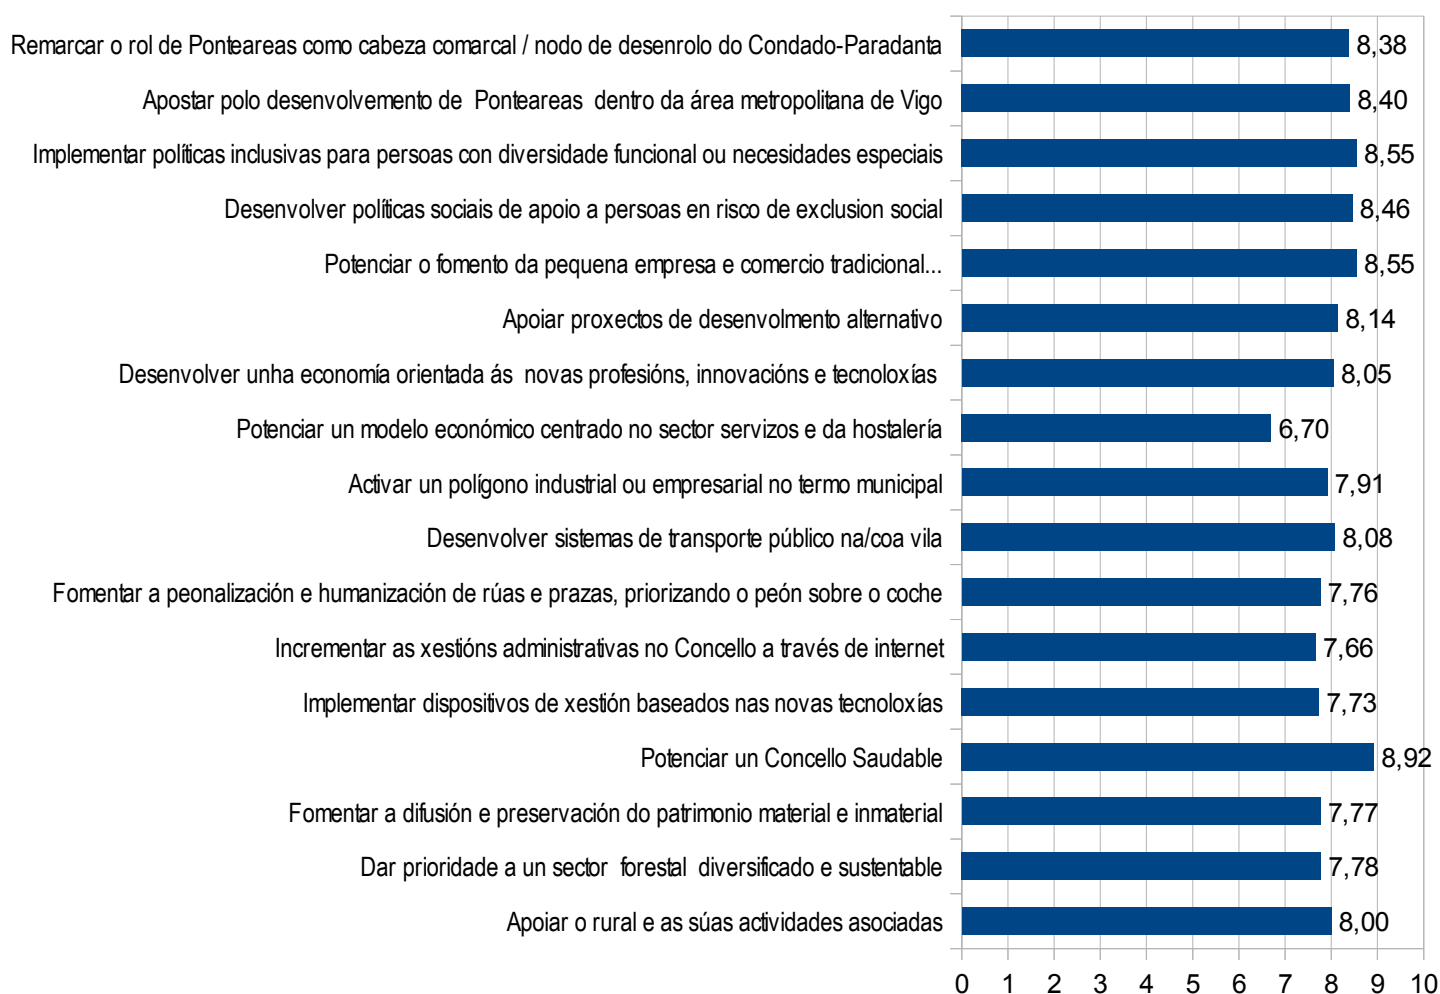 Remarcar o rol de Ponteareas como cabeza comarcal / nodo de desenrolo do Condado-Paradanta 8,38
Apostar polo desenvolvemento de Ponteareas dentro da área metropolitana de Vigo 8,40
Implementar políticas inclusivas para persoas con diversidade funcional ou necesidades especiais 8,55
Desenvolver políticas sociais de apoio a persoas en risco de exclusion social 8,46
Potenciar o fomento da pequena empresa e comercio tradicional... 8,55
Apoiar proxectos de desenvolmento alternativo 8,14
Desenvolver unha economía orientada ás novas profesións, innovacións e tecnoloxías 8,05
Potenciar un modelo económico centrado no sector servizos e da hostalería 6,70
Activar un polígono industrial ou empresarial no termo municipal 7,91
Desenvolver sistemas de transporte público na/coa vila 8,08
Fomentar a peonalización e humanización de rúas e prazas, priorizando o peón sobre o coche 7,76
Incrementar as xestións administrativas no Concello a través de internet 7,66
Implementar dispositivos de xestión baseados nas novas tecnoloxías 7,73
Potenciar un Concello Saudable 8,92
Fomentar a difusión e preservación do patrimonio material e inmaterial 7,77
Dar prioridade a un sector forestal diversificado e sustentable 7,78
Apoiar o rural e as súas actividades asociadas 8,00
0 1 2 3 4 5 6 7 8 9 10